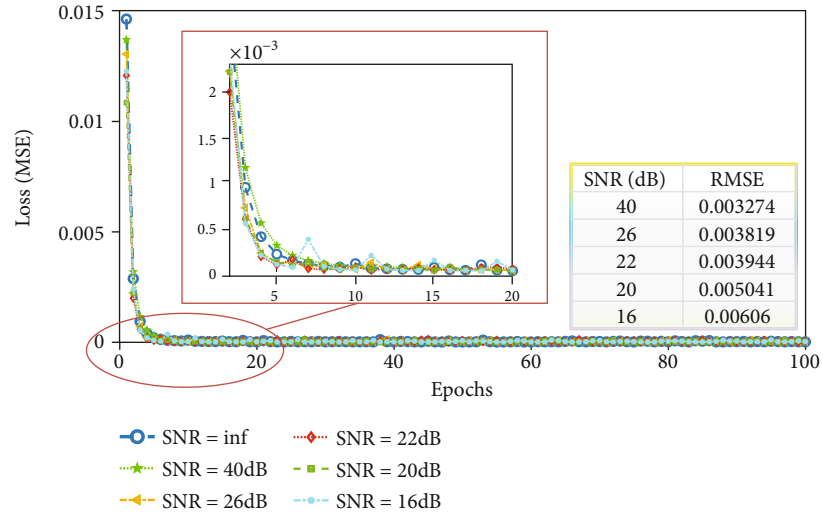 0.015
0.01
0.005
0
Loss (MSE)
×10⁻³
2
1.5
1
0.5
0
5 10 15 20
SNR (dB) RMSE
40 0.003274
26 0.003819
22 0.003944
20 0.005041
16 0.00606
0 20 40 60 80 100
Epochs
SNR = inf SNR = 22dB
SNR = 40dB SNR = 20dB
SNR = 26dB SNR = 16dB